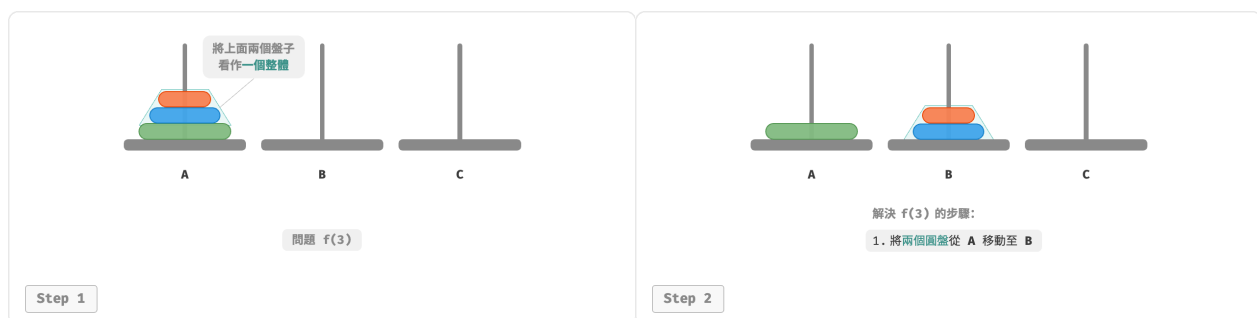 將上面兩個盤子
看作一個整體
A
B
C
問題 f(3)
Step 1
A
B
C
解決 f(3) 的步驟：
1. 將兩個圓盤從 A 移動至 B
Step 2